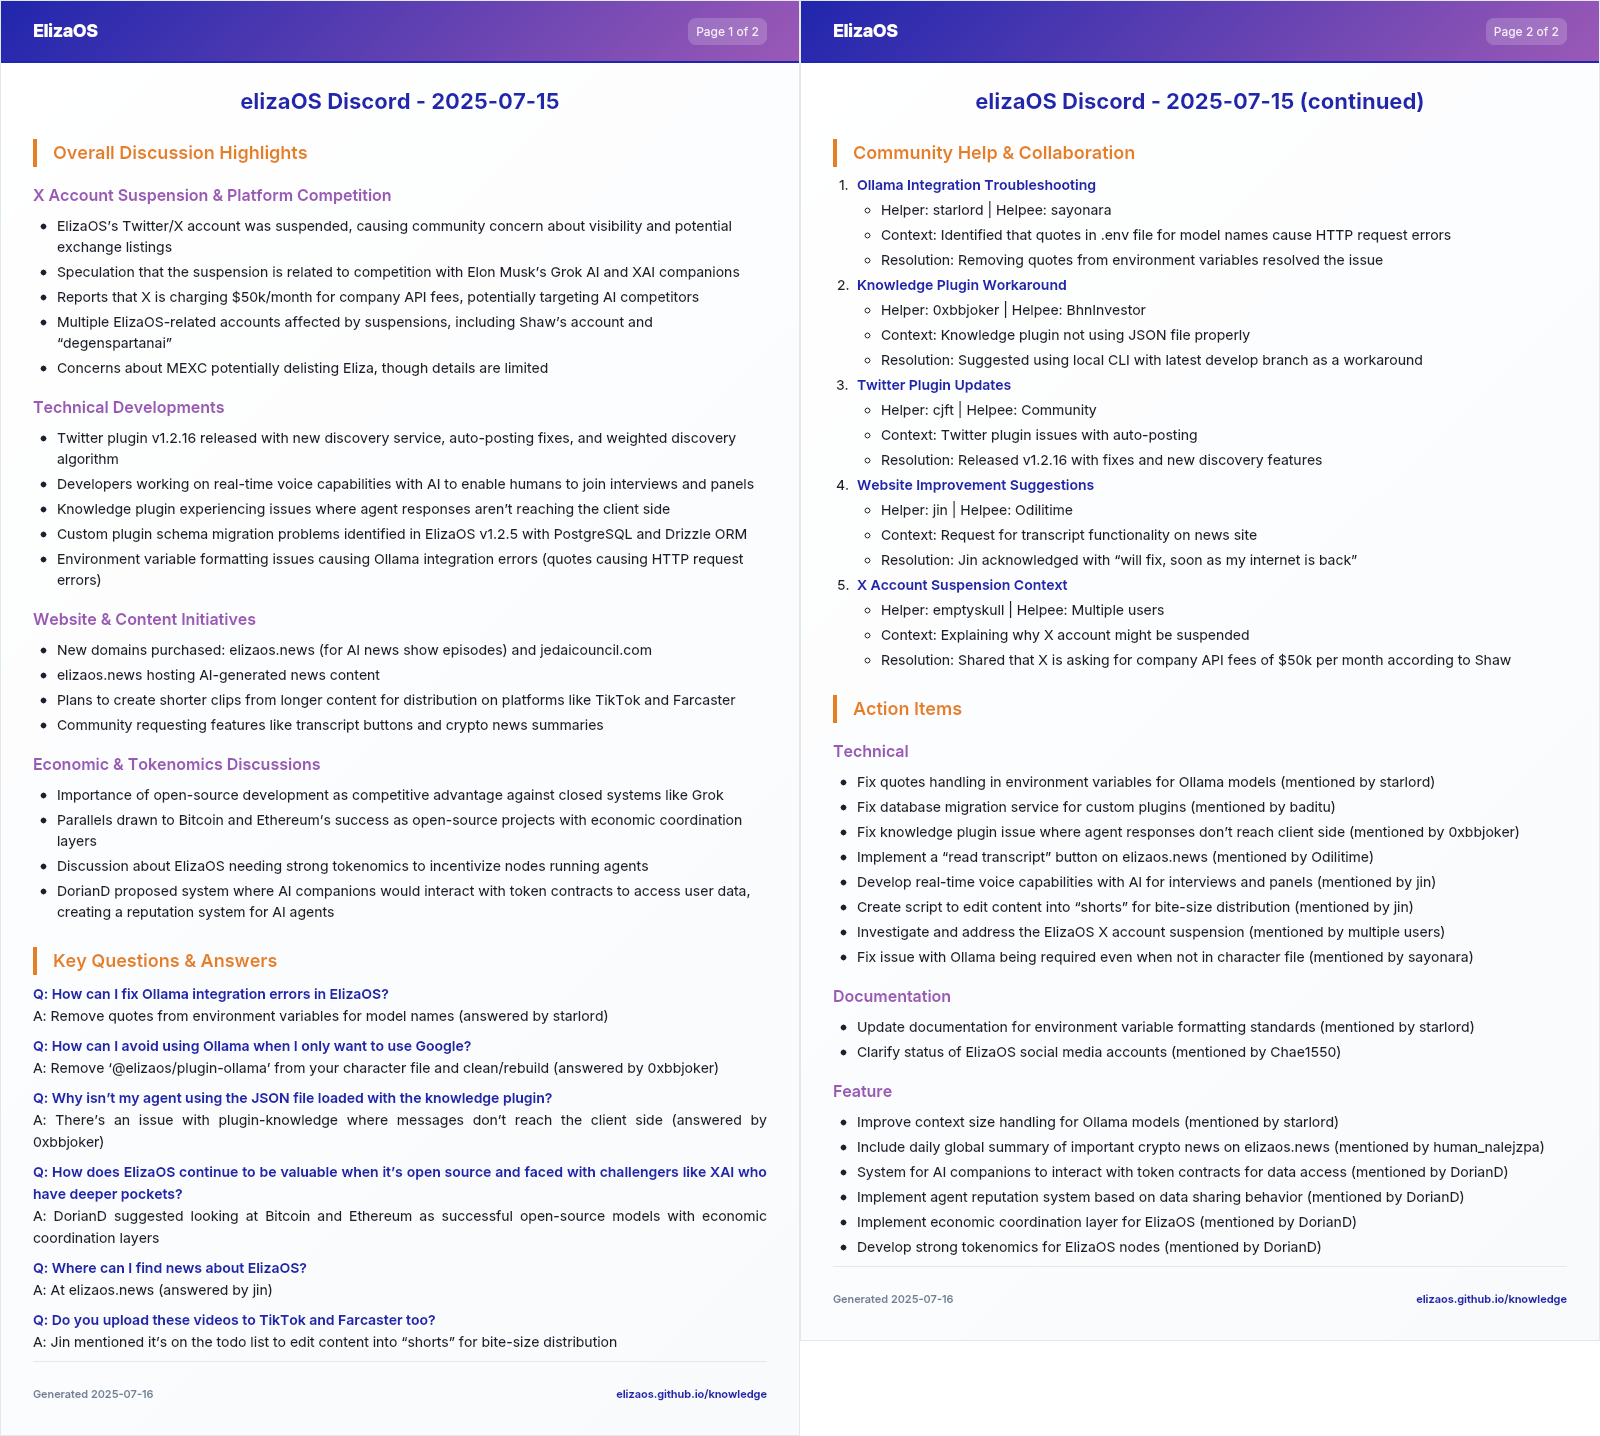 ElizaOS
Page 1 of 2
elizaOS Discord - 2025-07-15
Overall Discussion Highlights
X Account Suspension & Platform Competition
• ElizaOS’s Twitter/X account was suspended, causing community concern about visibility and potential
exchange listings
• Speculation that the suspension is related to competition with Elon Musk’s Grok AI and XAI companions
• Reports that X is charging $50k/month for company API fees, potentially targeting AI competitors
• Multiple ElizaOS-related accounts affected by suspensions, including Shaw’s account and
“degenspartanai”
• Concerns about MEXC potentially delisting Eliza, though details are limited
Technical Developments
• Twitter plugin v1.2.16 released with new discovery service, auto-posting fixes, and weighted discovery
algorithm
• Developers working on real-time voice capabilities with AI to enable humans to join interviews and panels
• Knowledge plugin experiencing issues where agent responses aren’t reaching the client side
• Custom plugin schema migration problems identified in ElizaOS v1.2.5 with PostgreSQL and Drizzle ORM
• Environment variable formatting issues causing Ollama integration errors (quotes causing HTTP request
errors)
Website & Content Initiatives
• New domains purchased: elizaos.news (for AI news show episodes) and jedaicouncil.com
• elizaos.news hosting AI-generated news content
• Plans to create shorter clips from longer content for distribution on platforms like TikTok and Farcaster
• Community requesting features like transcript buttons and crypto news summaries
Economic & Tokenomics Discussions
• Importance of open-source development as competitive advantage against closed systems like Grok
• Parallels drawn to Bitcoin and Ethereum’s success as open-source projects with economic coordination
layers
• Discussion about ElizaOS needing strong tokenomics to incentivize nodes running agents
• DorianD proposed system where AI companions would interact with token contracts to access user data,
creating a reputation system for AI agents
Key Questions & Answers
Q: How can I fix Ollama integration errors in ElizaOS?
A: Remove quotes from environment variables for model names (answered by starlord)
Q: How can I avoid using Ollama when I only want to use Google?
A: Remove ‘@elizaos/plugin-ollama’ from your character file and clean/rebuild (answered by 0xbbjoker)
Q: Why isn’t my agent using the JSON file loaded with the knowledge plugin?
A: There’s an issue with plugin-knowledge where messages don’t reach the client side (answered by
0xbbjoker)
Q: How does ElizaOS continue to be valuable when it’s open source and faced with challengers like XAI who
have deeper pockets?
A: DorianD suggested looking at Bitcoin and Ethereum as successful open-source models with economic
coordination layers
Q: Where can I find news about ElizaOS?
A: At elizaos.news (answered by jin)
Q: Do you upload these videos to TikTok and Farcaster too?
A: Jin mentioned it’s on the todo list to edit content into “shorts” for bite-size distribution
Generated 2025-07-16
elizaos.github.io/knowledge
ElizaOS
Page 2 of 2
elizaOS Discord - 2025-07-15 (continued)
Community Help & Collaboration
1. Ollama Integration Troubleshooting
◦ Helper: starlord | Helpee: sayonara
◦ Context: Identified that quotes in .env file for model names cause HTTP request errors
◦ Resolution: Removing quotes from environment variables resolved the issue
2. Knowledge Plugin Workaround
◦ Helper: 0xbbjoker | Helpee: BhnInvestor
◦ Context: Knowledge plugin not using JSON file properly
◦ Resolution: Suggested using local CLI with latest develop branch as a workaround
3. Twitter Plugin Updates
◦ Helper: cjft | Helpee: Community
◦ Context: Twitter plugin issues with auto-posting
◦ Resolution: Released v1.2.16 with fixes and new discovery features
4. Website Improvement Suggestions
◦ Helper: jin | Helpee: Odilitime
◦ Context: Request for transcript functionality on news site
◦ Resolution: Jin acknowledged with “will fix, soon as my internet is back”
5. X Account Suspension Context
◦ Helper: emptyskull | Helpee: Multiple users
◦ Context: Explaining why X account might be suspended
◦ Resolution: Shared that X is asking for company API fees of $50k per month according to Shaw
Action Items
Technical
• Fix quotes handling in environment variables for Ollama models (mentioned by starlord)
• Fix database migration service for custom plugins (mentioned by baditu)
• Fix knowledge plugin issue where agent responses don’t reach client side (mentioned by 0xbbjoker)
• Implement a “read transcript” button on elizaos.news (mentioned by Odilitime)
• Develop real-time voice capabilities with AI for interviews and panels (mentioned by jin)
• Create script to edit content into “shorts” for bite-size distribution (mentioned by jin)
• Investigate and address the ElizaOS X account suspension (mentioned by multiple users)
• Fix issue with Ollama being required even when not in character file (mentioned by sayonara)
Documentation
• Update documentation for environment variable formatting standards (mentioned by starlord)
• Clarify status of ElizaOS social media accounts (mentioned by Chae1550)
Feature
• Improve context size handling for Ollama models (mentioned by starlord)
• Include daily global summary of important crypto news on elizaos.news (mentioned by human_nalejzpa)
• System for AI companions to interact with token contracts for data access (mentioned by DorianD)
• Implement agent reputation system based on data sharing behavior (mentioned by DorianD)
• Implement economic coordination layer for ElizaOS (mentioned by DorianD)
• Develop strong tokenomics for ElizaOS nodes (mentioned by DorianD)
Generated 2025-07-16
elizaos.github.io/knowledge